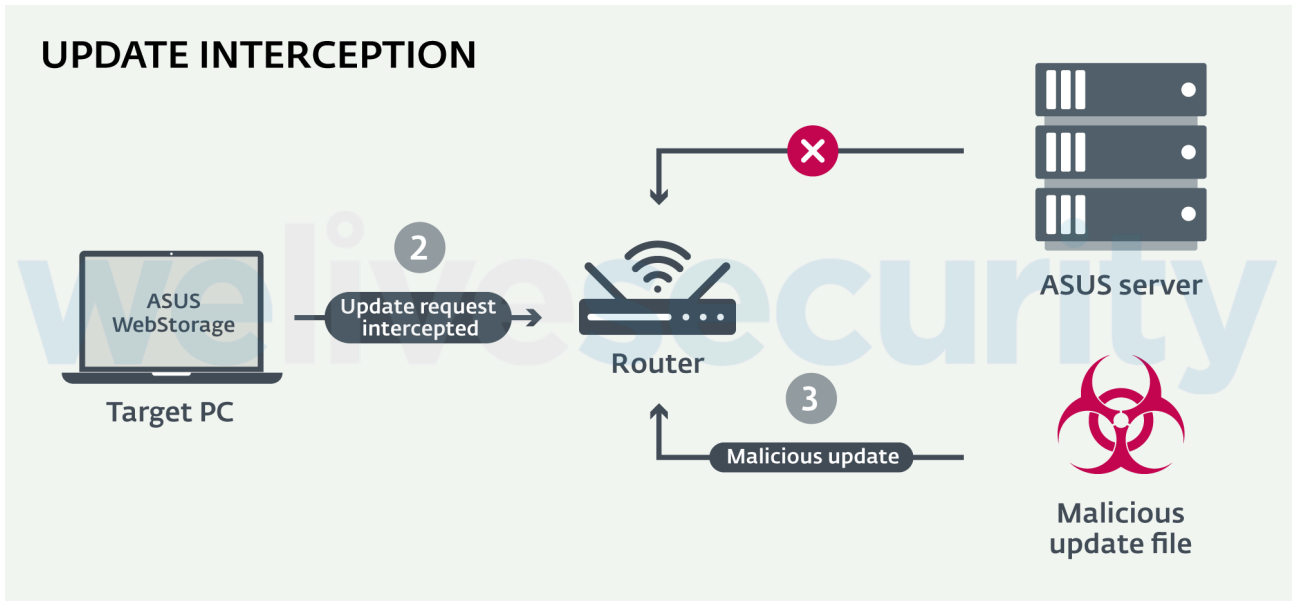 UPDATE INTERCEPTION
ASUS
WebStorage
Target PC
2
Update request
intercepted
Router
ASUS server
3
Malicious update
Malicious
update file
welivesecurity